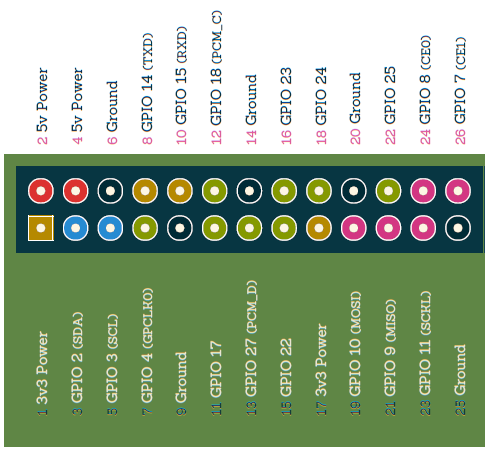 2 5v Power
4 5v Power
6 Ground
8 GPIO 14 (TXD)
10 GPIO 15 (RXD)
12 GPIO 18 (PCM_C)
14 Ground
16 GPIO 23
18 GPIO 24
20 Ground
22 GPIO 25
24 GPIO 8 (CE0)
26 GPIO 7 (CE1)
1 3v3 Power
3 GPIO 2 (SDA)
5 GPIO 3 (SCL)
7 GPIO 4 (GPCLK0)
9 Ground
11 GPIO 17
13 GPIO 27 (PCM_D)
15 GPIO 22
17 3v3 Power
19 GPIO 10 (MOSI)
21 GPIO 9 (MISO)
23 GPIO 11 (SCKL)
25 Ground